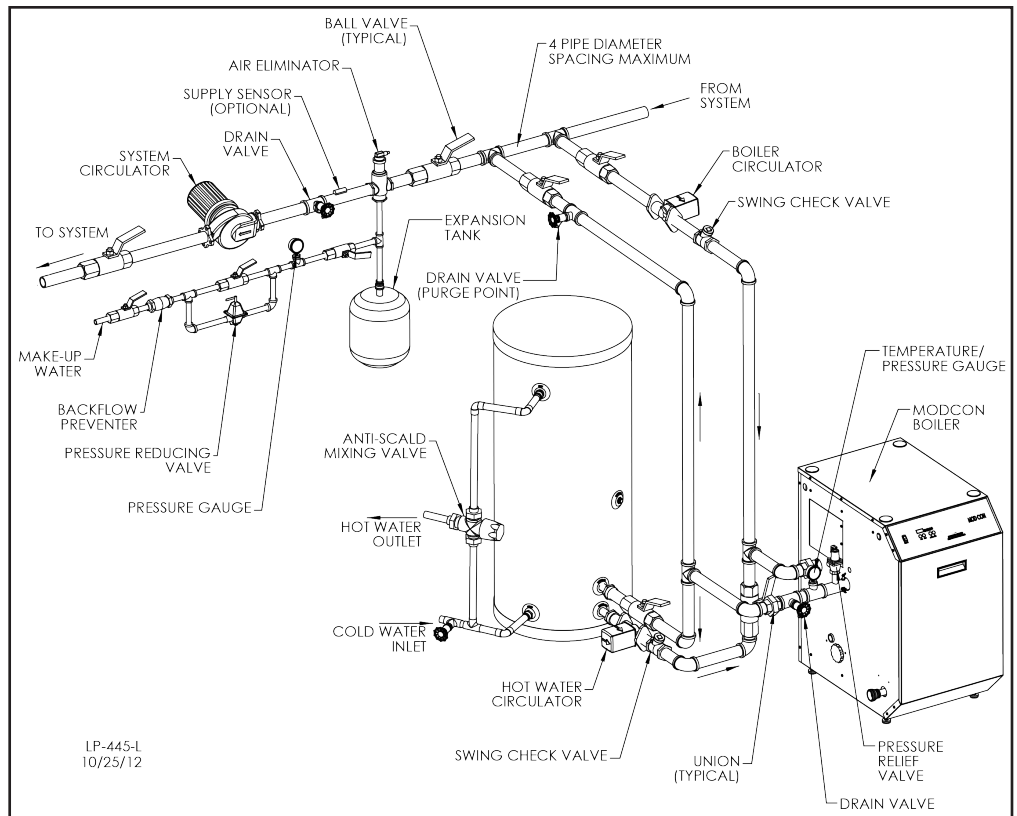 BALL VALVE
(TYPICAL)
4 PIPE DIAMETER
SPACING MAXIMUM
AIR ELIMINATOR
FROM
SYSTEM
SUPPLY SENSOR
(OPTIONAL)
DRAIN
VALVE
SYSTEM
CIRCULATOR
BOILER
CIRCULATOR
SWING CHECK VALVE
TO SYSTEM
EXPANSION
TANK
DRAIN VALVE
(PURGE POINT)
MAKE-UP
WATER
TEMPERATURE/
PRESSURE GAUGE
BACKFLOW
PREVENTER
MODCON
BOILER
PRESSURE REDUCING
VALVE
ANTI-SCALD
MIXING VALVE
PRESSURE GAUGE
HOT WATER
OUTLET
MOD CON
COLD WATER
INLET
HOT WATER
CIRCULATOR
SWING CHECK VALVE
UNION
(TYPICAL)
PRESSURE
RELIEF
VALVE
DRAIN VALVE
LP-445-L
10/25/12